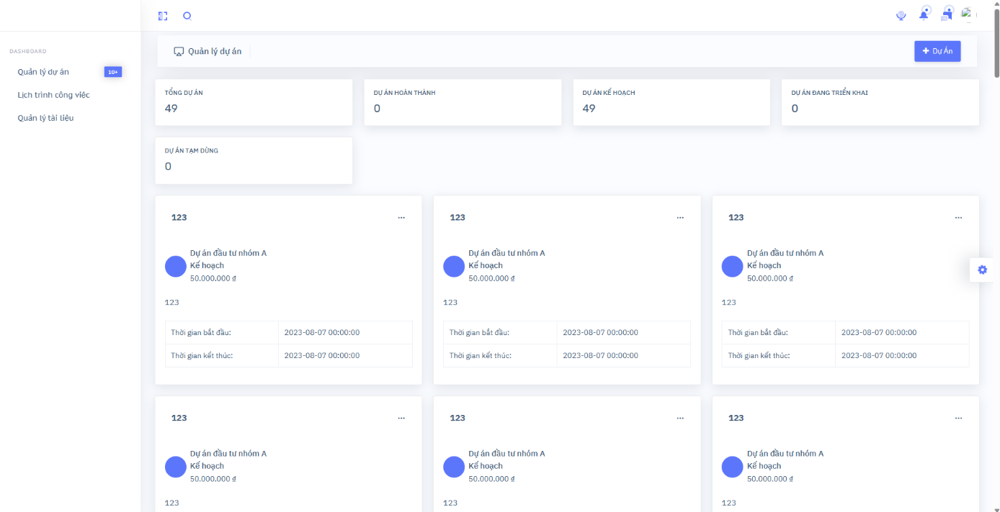 DASHBOARD
Quản lý dự án 10+
Lịch trình công việc
Quản lý tài liệu
Quản lý dự án
+ Dự Án
TỔNG DỰ ÁN
49
DỰ ÁN HOÀN THÀNH
0
DỰ ÁN KẾ HOẠCH
49
DỰ ÁN ĐANG TRIỂN KHAI
0
DỰ ÁN TẠM DỪNG
0
123 ...
Dự án đầu tư nhóm A
Kế hoạch
50.000.000 ₫
123
Thời gian bắt đầu: 2023-08-07 00:00:00
Thời gian kết thúc: 2023-08-07 00:00:00
123 ...
Dự án đầu tư nhóm A
Kế hoạch
50.000.000 ₫
123
Thời gian bắt đầu: 2023-08-07 00:00:00
Thời gian kết thúc: 2023-08-07 00:00:00
123 ...
Dự án đầu tư nhóm A
Kế hoạch
50.000.000 ₫
123
Thời gian bắt đầu: 2023-08-07 00:00:00
Thời gian kết thúc: 2023-08-07 00:00:00
123 ...
Dự án đầu tư nhóm A
Kế hoạch
50.000.000 ₫
123
123 ...
Dự án đầu tư nhóm A
Kế hoạch
50.000.000 ₫
123
123 ...
Dự án đầu tư nhóm A
Kế hoạch
50.000.000 ₫
123